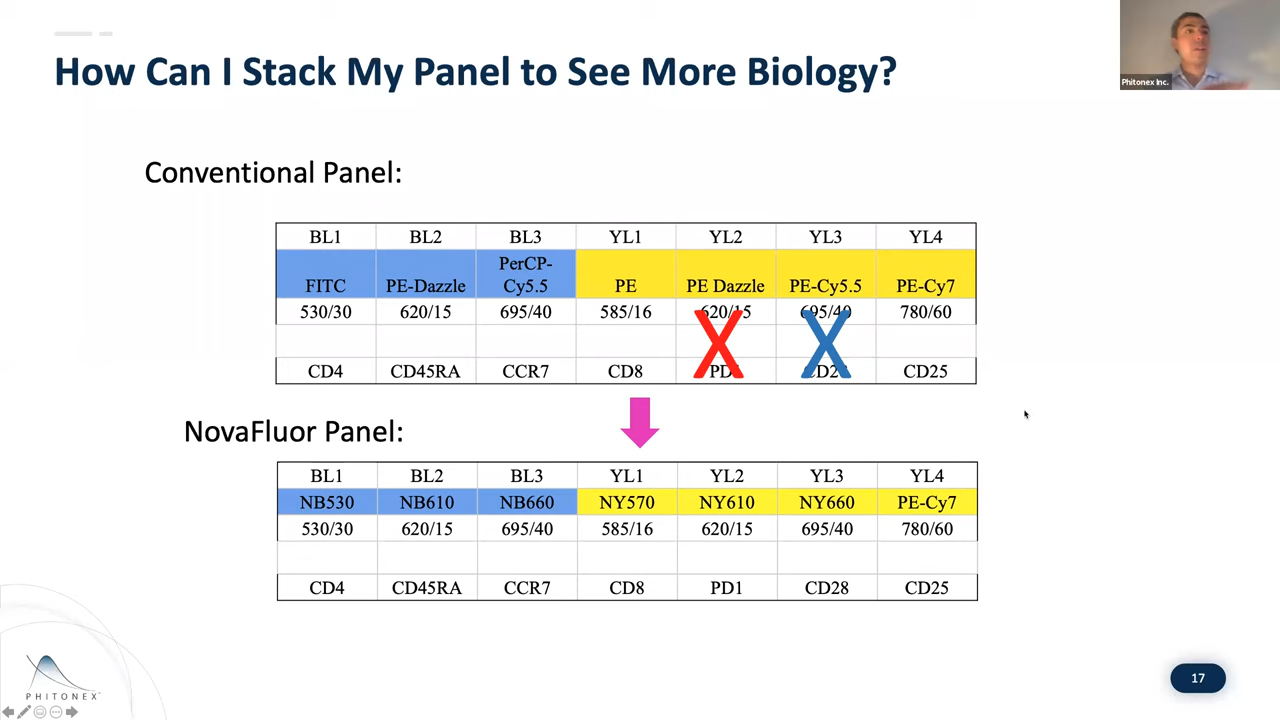 How Can I Stack My Panel to See More Biology?
Phitonex Inc.
Conventional Panel:
BL1 BL2 BL3 YL1 YL2 YL3 YL4
FITC PE-Dazzle PerCP-Cy5.5 PE PE Dazzle PE-Cy5.5 PE-Cy7
530/30 620/15 695/40 585/16 620/15 695/40 780/60
X X
CD4 CD45RA CCR7 CD8 CD25
NovaFluor Panel:
BL1 BL2 BL3 YL1 YL2 YL3 YL4
NB530 NB610 NB660 NY570 NY610 NY660 PE-Cy7
530/30 620/15 695/40 585/16 620/15 695/40 780/60
CD4 CD45RA CCR7 CD8 PD1 CD28 CD25
PHITONEX
17